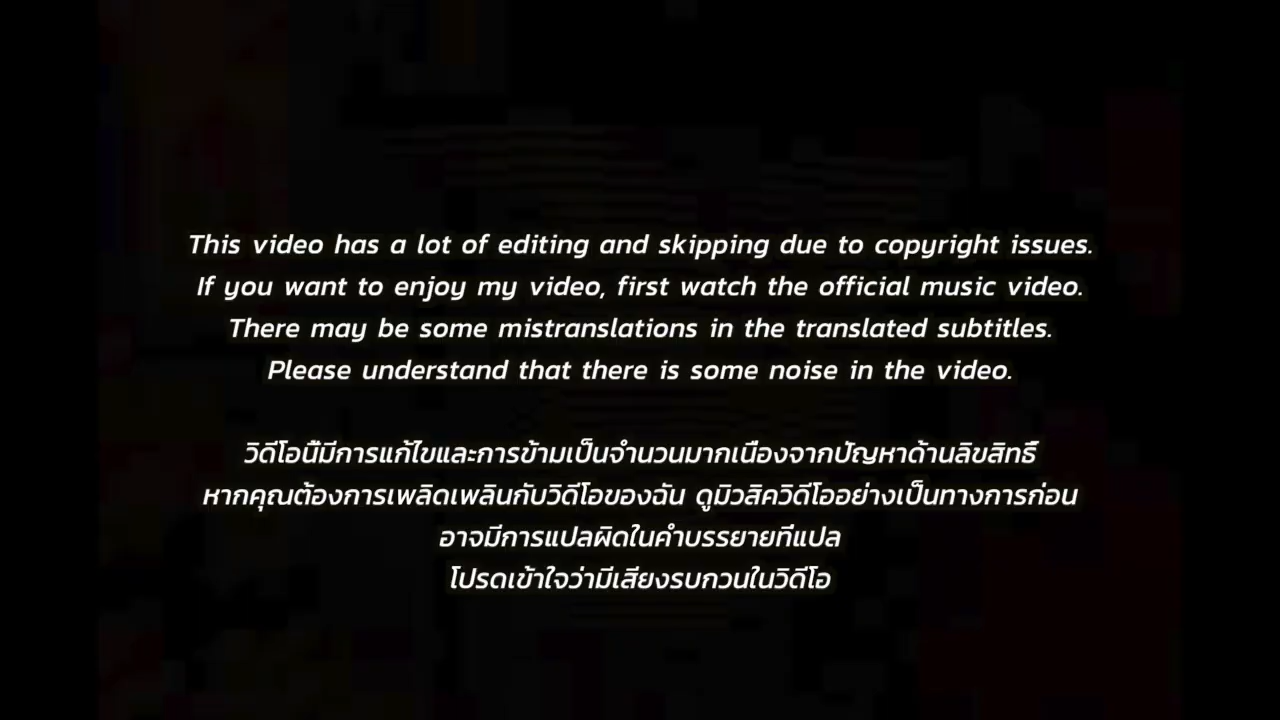 This video has a lot of editing and skipping due to copyright issues.
If you want to enjoy my video, first watch the official music video.
There may be some mistranslations in the translated subtitles.
Please understand that there is some noise in the video.
วิดีโอนี้มีการแก้ไขและการข้ามเป็นจำนวนมากเนื่องจากปัญหาด้านลิขสิทธิ์
หากคุณต้องการเพลิดเพลินกับวิดีโอของฉัน ดูมิวสิควิดีโออย่างเป็นทางการก่อน
อาจมีการแปลผิดในคำบรรยายที่แปล
โปรดเข้าใจว่ามีเสียงรบกวนในวิดีโอ